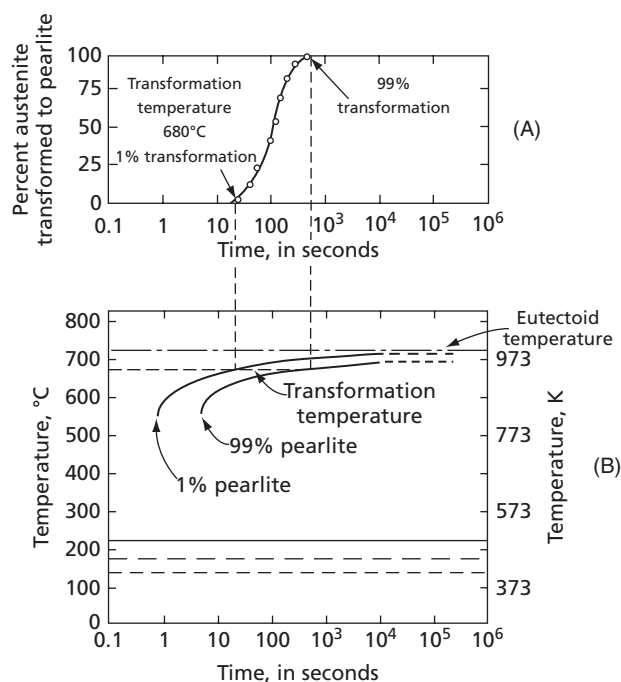 100
75
50
25
0
Percent austenite
transformed to pearlite
Transformation
temperature
680°C
1% transformation
99%
transformation
(A)
0.1 1 10 100 10³ 10⁴ 10⁵ 10⁶
Time, in seconds
800
700
600
500
400
300
200
100
0
Temperature, °C
Eutectoid
temperature
Transformation
temperature
99% pearlite
1% pearlite
973
773
573
373
Temperature, K
(B)
0.1 1 10 100 10³ 10⁴ 10⁵ 10⁶
Time, in seconds